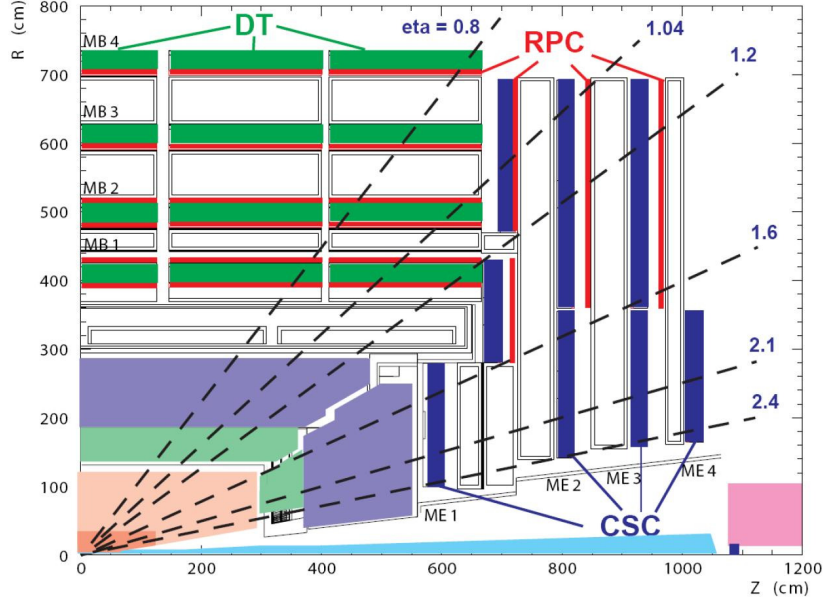 R (cm)
800
700
600
500
400
300
200
100
0
MB 4
MB 3
MB 2
MB 1
DT
eta = 0.8
RPC
1.04
1.2
1.6
2.1
2.4
ME 1
ME 2
ME 3
ME 4
CSC
0
200
400
600
800
1000
1200
Z (cm)